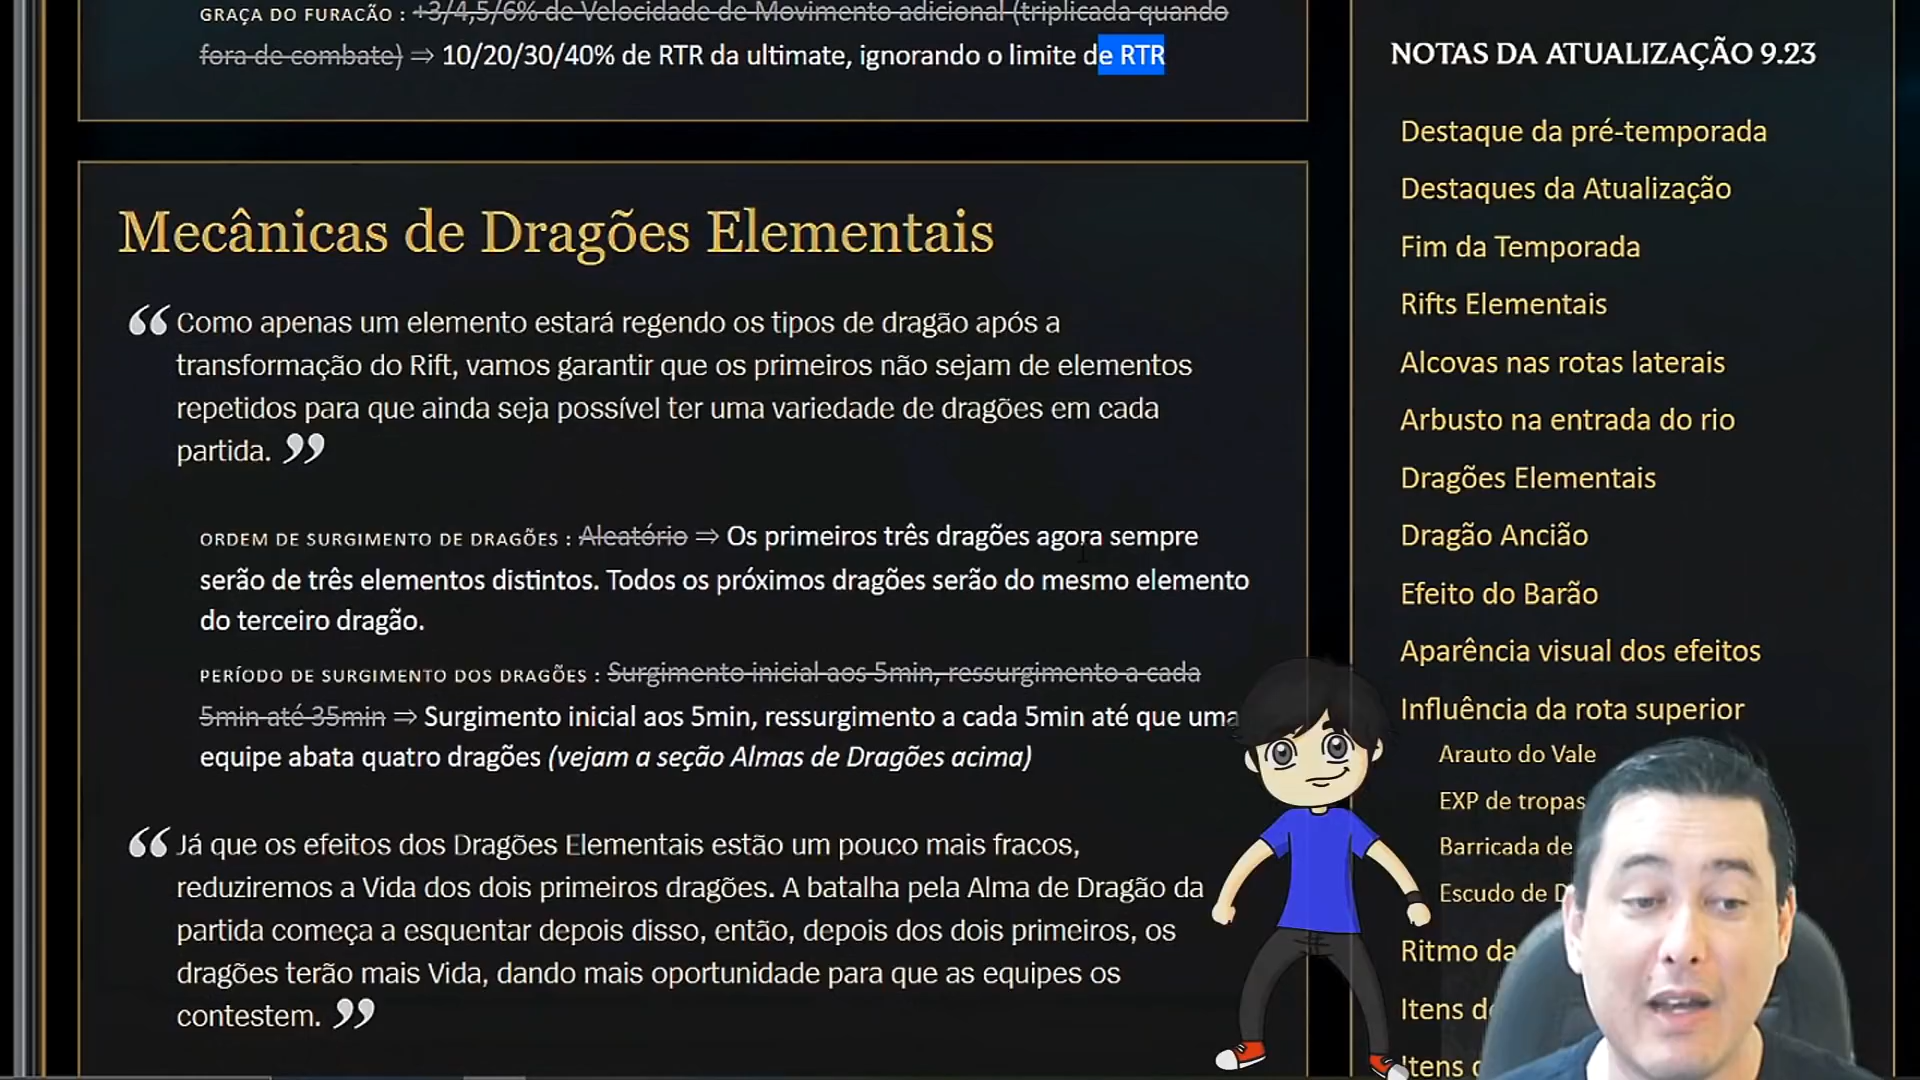 GRAÇA DO FURACÃO : +3/4,5/6% de Velocidade de Movimento adicional (triplicada quando
fora de combate) ⇒ 10/20/30/40% de RTR da ultimate, ignorando o limite de RTR
Mecânicas de Dragões Elementais
“ Como apenas um elemento estará regendo os tipos de dragão após a
transformação do Rift, vamos garantir que os primeiros não sejam de elementos
repetidos para que ainda seja possível ter uma variedade de dragões em cada
partida. ”
ORDEM DE SURGIMENTO DE DRAGÕES : Aleatório ⇒ Os primeiros três dragões agora sempre
serão de três elementos distintos. Todos os próximos dragões serão do mesmo elemento
do terceiro dragão.
PERÍODO DE SURGIMENTO DOS DRAGÕES : Surgimento inicial aos 5min, ressurgimento a cada
5min até 35min ⇒ Surgimento inicial aos 5min, ressurgimento a cada 5min até que uma
equipe abata quatro dragões (vejam a seção Almas de Dragões acima)
“ Já que os efeitos dos Dragões Elementais estão um pouco mais fracos,
reduziremos a Vida dos dois primeiros dragões. A batalha pela Alma de Dragão da
partida começa a esquentar depois disso, então, depois dos dois primeiros, os
dragões terão mais Vida, dando mais oportunidade para que as equipes os
contestem. ”
NOTAS DA ATUALIZAÇÃO 9.23
Destaque da pré-temporada
Destaques da Atualização
Fim da Temporada
Rifts Elementais
Alcovas nas rotas laterais
Arbusto na entrada do rio
Dragões Elementais
Dragão Ancião
Efeito do Barão
Aparência visual dos efeitos
Influência da rota superior
Arauto do Vale
EXP de tropas
Barricada de
Escudo de
Ritmo da
Itens
Itens